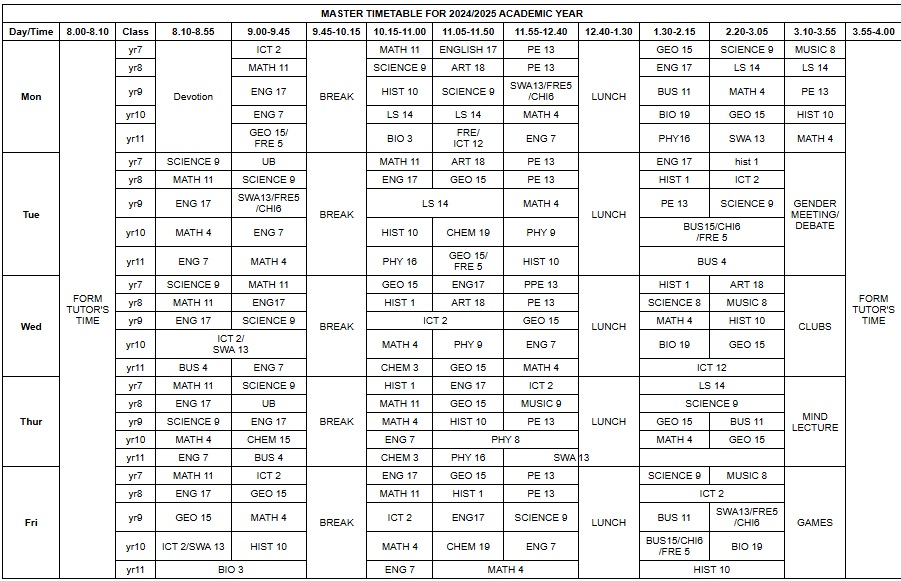 MASTER TIMETABLE FOR 2024/2025 ACADEMIC YEAR
Day/Time 8.00-8.10 Class 8.10-8.55 9.00-9.45 9.45-10.15 10.15-11.00 11.05-11.50 11.55-12.40 12.40-1.30 1.30-2.15 2.20-3.05 3.10-3.55 3.55-4.00
Mon
FORM
TUTOR'S
TIME
yr7 Devotion ICT 2 BREAK MATH 11 ENGLISH 17 PE 13 LUNCH GEO 15 SCIENCE 9 MUSIC 8
yr8 MATH 11 SCIENCE 9 ART 18 PE 13 ENG 17 LS 14 LS 14
yr9 ENG 17 HIST 10 SCIENCE 9 SWA13/FRE5
/CHI6 BUS 11 MATH 4 PE 13
yr10 ENG 7 LS 14 LS 14 MATH 4 BIO 19 GEO 15 HIST 10
yr11 GEO 15/
FRE 5 BIO 3 FRE/
ICT 12 ENG 7 PHY16 SWA 13 MATH 4
FORM
TUTOR'S
TIME
Tue
yr7 SCIENCE 9 UB BREAK MATH 11 ART 18 PE 13 LUNCH ENG 17 hist 1 GENDER
MEETING/
DEBATE
yr8 MATH 11 SCIENCE 9 ENG 17 GEO 15 PE 13 HIST 1 ICT 2
yr9 ENG 17 SWA13/FRE5
/CHI6 LS 14 MATH 4 PE 13 SCIENCE 9
yr10 MATH 4 ENG 7 HIST 10 CHEM 19 PHY 9 BUS15/CHI6
/FRE 5
yr11 ENG 7 MATH 4 PHY 16 GEO 15/
FRE 5 HIST 10 BUS 4
Wed
yr7 SCIENCE 9 MATH 11 BREAK GEO 15 ENG17 PPE 13 LUNCH HIST 1 ART 18 CLUBS
yr8 MATH 11 ENG17 HIST 1 ART 18 PE 13 SCIENCE 8 MUSIC 8
yr9 ENG 17 SCIENCE 9 ICT 2 GEO 15 MATH 4 HIST 10
yr10 ICT 2/
SWA 13 MATH 4 PHY 9 ENG 7 BIO 19 GEO 15
yr11 BUS 4 ENG 7 CHEM 3 GEO 15 MATH 4 ICT 12
Thur
yr7 MATH 11 SCIENCE 9 BREAK HIST 1 ENG 17 ICT 2 LUNCH LS 14 MIND
LECTURE
yr8 ENG 17 UB MATH 11 GEO 15 MUSIC 9 SCIENCE 9
yr9 SCIENCE 9 ENG 17 MATH 4 HIST 10 PE 13 GEO 15 BUS 11
yr10 MATH 4 CHEM 15 ENG 7 PHY 8 MATH 4 GEO 15
yr11 ENG 7 BUS 4 CHEM 3 PHY 16 SWA 13
Fri
yr7 MATH 11 ICT 2 BREAK ENG 17 GEO 15 PE 13 LUNCH SCIENCE 9 MUSIC 8 GAMES
yr8 ENG 17 GEO 15 MATH 11 HIST 1 PE 13 ICT 2
yr9 GEO 15 MATH 4 ICT 2 ENG17 SCIENCE 9 BUS 11 SWA13/FRE5
/CHI6
yr10 ICT 2/SWA 13 HIST 10 MATH 4 CHEM 19 ENG 7 BUS15/CHI6
/FRE 5 BIO 19
yr11 BIO 3 ENG 7 MATH 4 HIST 10